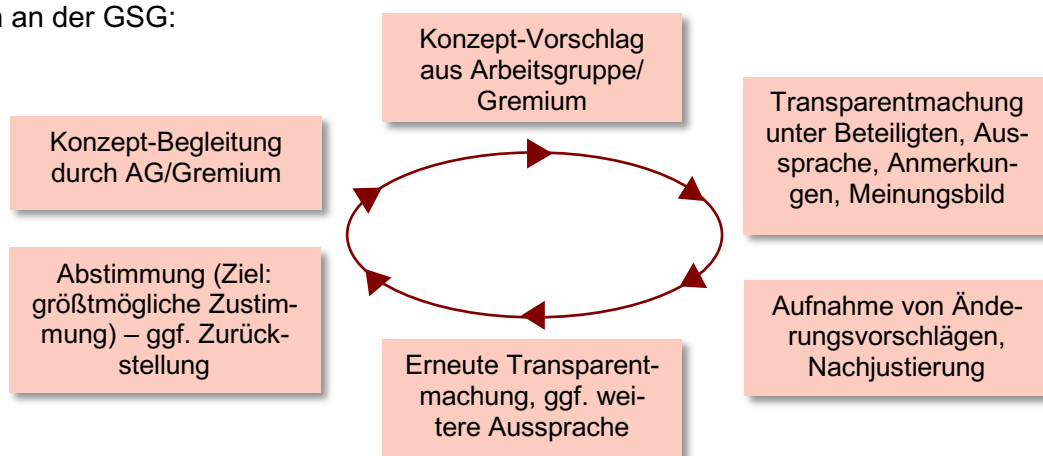 an der GSG:
Konzept-Vorschlag
aus Arbeitsgruppe/
Gremium
Transparentmachung
unter Beteiligten, Aus-
sprache, Anmerkun-
gen, Meinungsbild
Aufnahme von Ände-
rungsvorschlägen,
Nachjustierung
Erneute Transparent-
machung, ggf. wei-
tere Aussprache
Abstimmung (Ziel:
größtmögliche Zustim-
mung) – ggf. Zurück-
stellung
Konzept-Begleitung
durch AG/Gremium